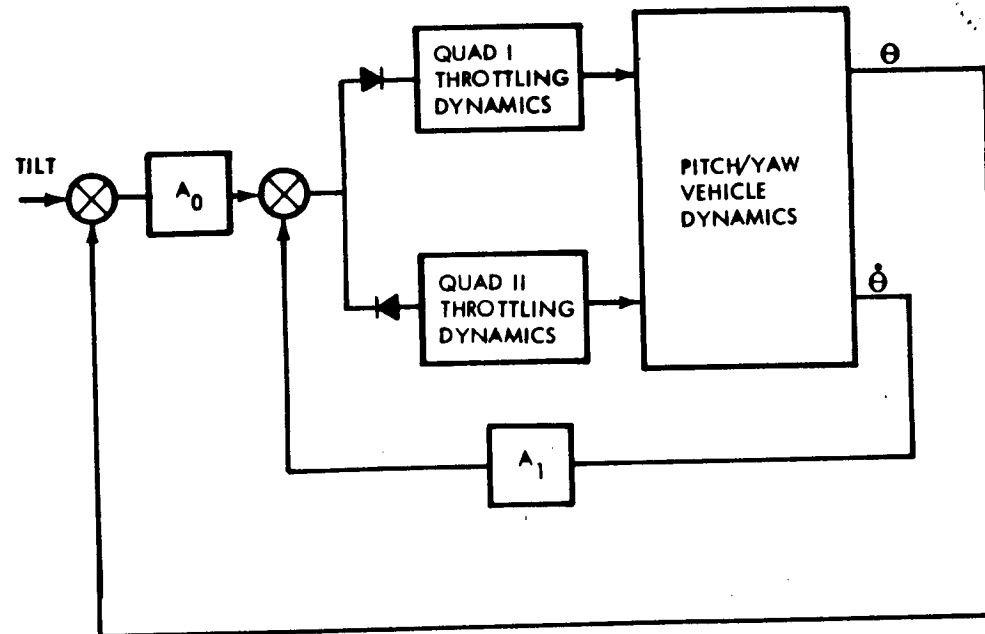 TILT
A0
QUAD I
THROTTLING
DYNAMICS
QUAD II
THROTTLING
DYNAMICS
PITCH/YAW
VEHICLE
DYNAMICS
Θ
Θ̇
A1